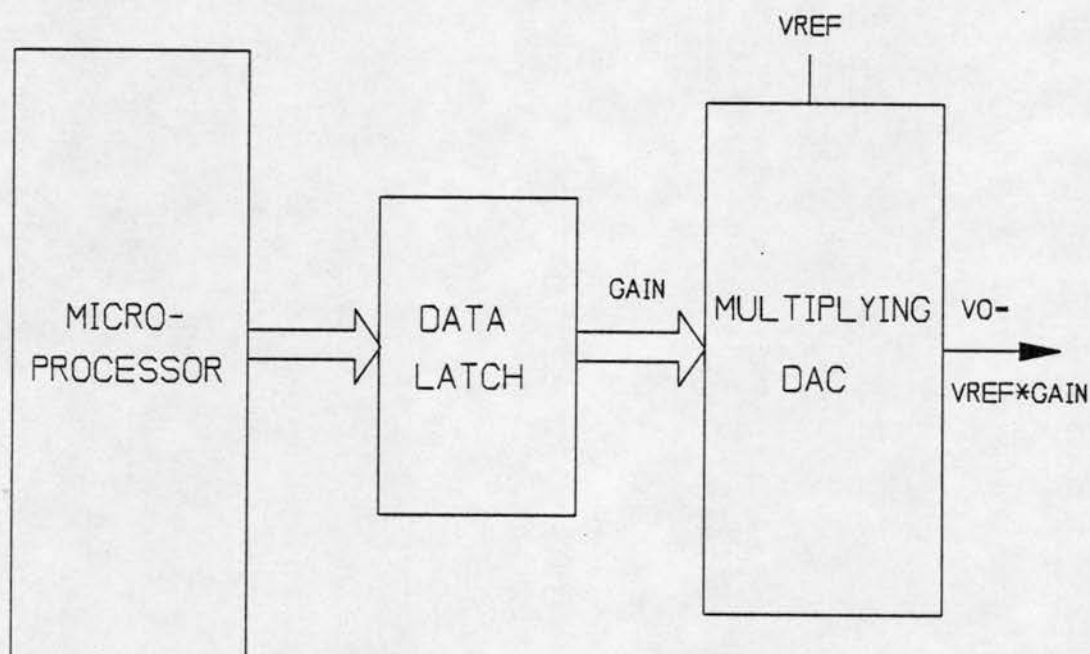 VREF
MICRO-
PROCESSOR
DATA
LATCH
GAIN
MULTIPLYING
DAC
VO-
VREF*GAIN